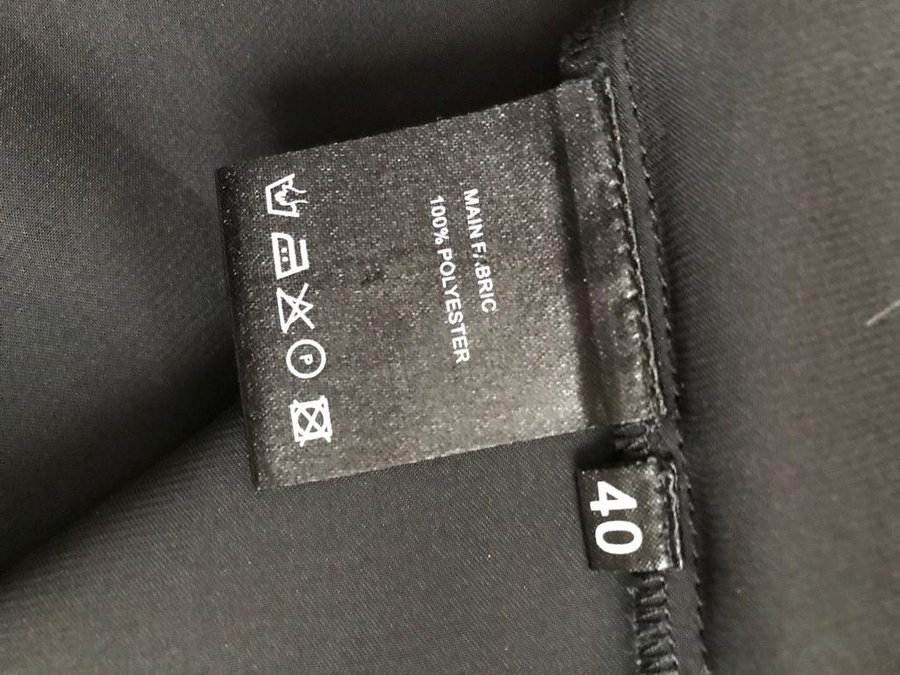 MAIN FABRIC
100% POLYESTER
P
40